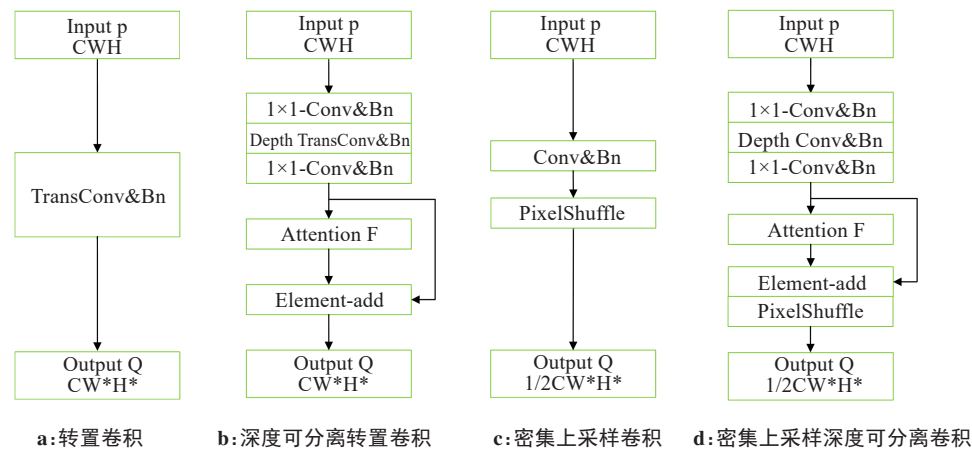 Input p
CWH
TransConv&Bn
Output Q
CW*H*
a:转置卷积
Input p
CWH
1×1-Conv&Bn
Depth TransConv&Bn
1×1-Conv&Bn
Attention F
Element-add
Output Q
CW*H*
b:深度可分离转置卷积
Input p
CWH
Conv&Bn
PixelShuffle
Output Q
1/2CW*H*
c:密集上采样卷积
Input p
CWH
1×1-Conv&Bn
Depth Conv&Bn
1×1-Conv&Bn
Attention F
Element-add
PixelShuffle
Output Q
1/2CW*H*
d:密集上采样深度可分离卷积